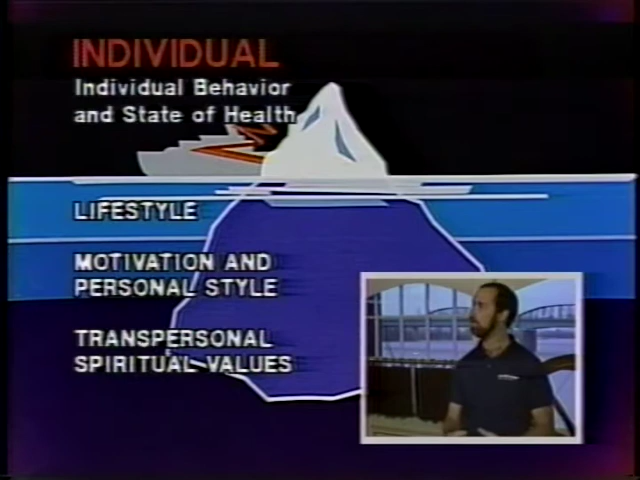 INDIVIDUAL
Individual Behavior
and State of Health
LIFESTYLE
MOTIVATION AND
PERSONAL STYLE
TRANSPERSONAL
SPIRITUAL VALUES